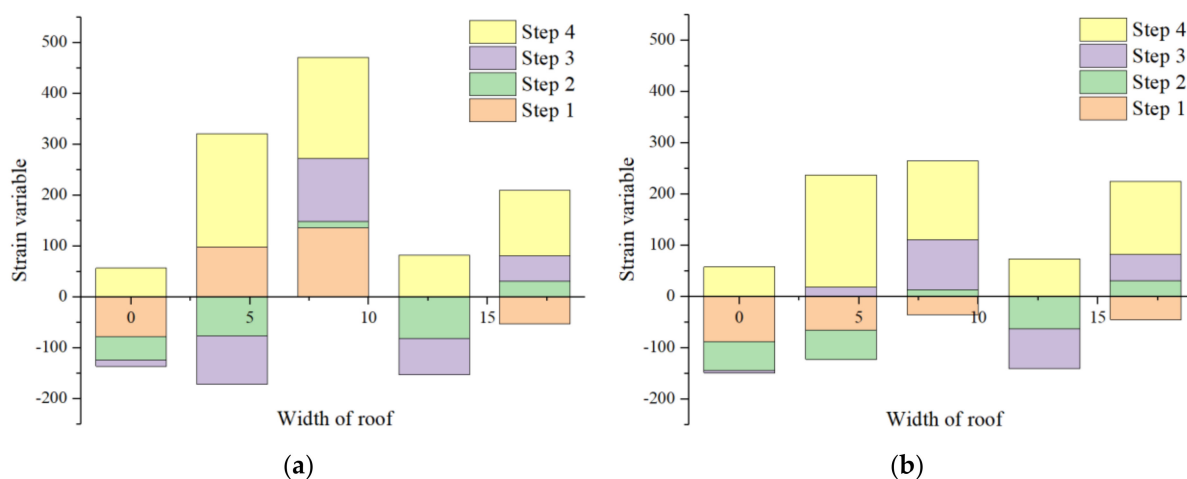 500
400
300
200
100
0
-100
-200
Strain variable
Step 4
Step 3
Step 2
Step 1
0 5 10 15
Width of roof
(a)
500
400
300
200
100
0
-100
-200
Strain variable
Step 4
Step 3
Step 2
Step 1
0 5 10 15
Width of roof
(b)